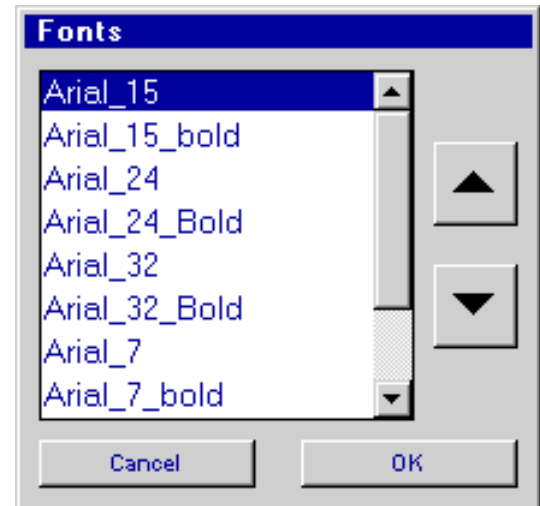 Fonts
Arial_15
Arial_15_bold
Arial_24
Arial_24_Bold
Arial_32
Arial_32_Bold
Arial_7
Arial_7_bold
Cancel OK